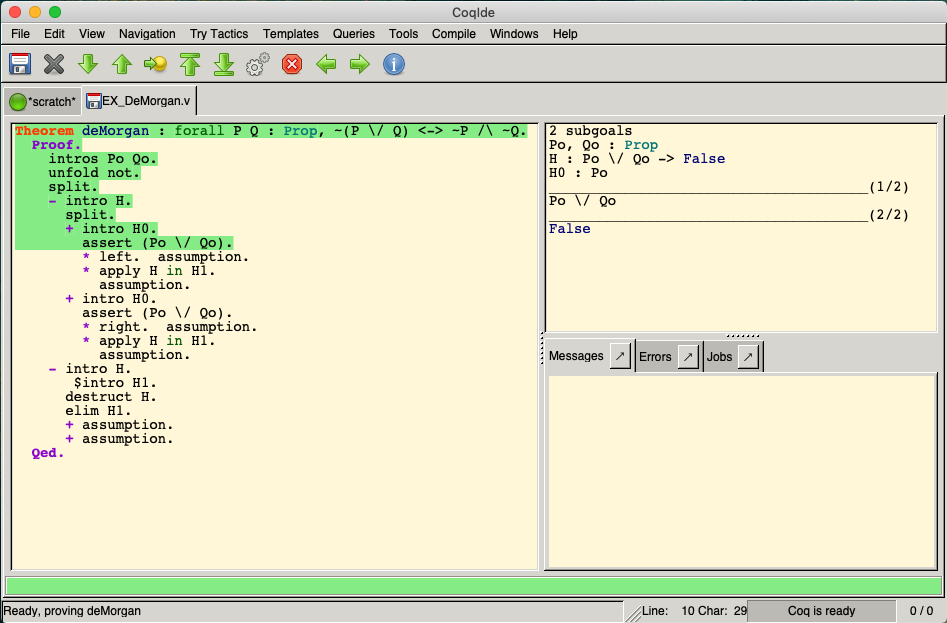 CoqIde
File Edit View Navigation Try Tactics Templates Queries Tools Compile Windows Help
*scratch* EX_DeMorgan.v
Theorem deMorgan : forall P Q : Prop, ~(P \/ Q) <-> ~P /\ ~Q.
Proof.
intros Po Qo.
unfold not.
split.
- intro H.
split.
+ intro H0.
assert (Po \/ Qo).
* left. assumption.
* apply H in H1.
assumption.
+ intro H0.
assert (Po \/ Qo).
* right. assumption.
* apply H in H1.
assumption.
- intro H.
$intro H1.
destruct H.
elim H1.
+ assumption.
+ assumption.
Qed.
2 subgoals
Po, Qo : Prop
H : Po \/ Qo -> False
H0 : Po
______________________________________(1/2)
Po \/ Qo
______________________________________(2/2)
False
Messages Errors Jobs
Ready, proving deMorgan
Line: 10 Char: 29
Coq is ready
0 / 0